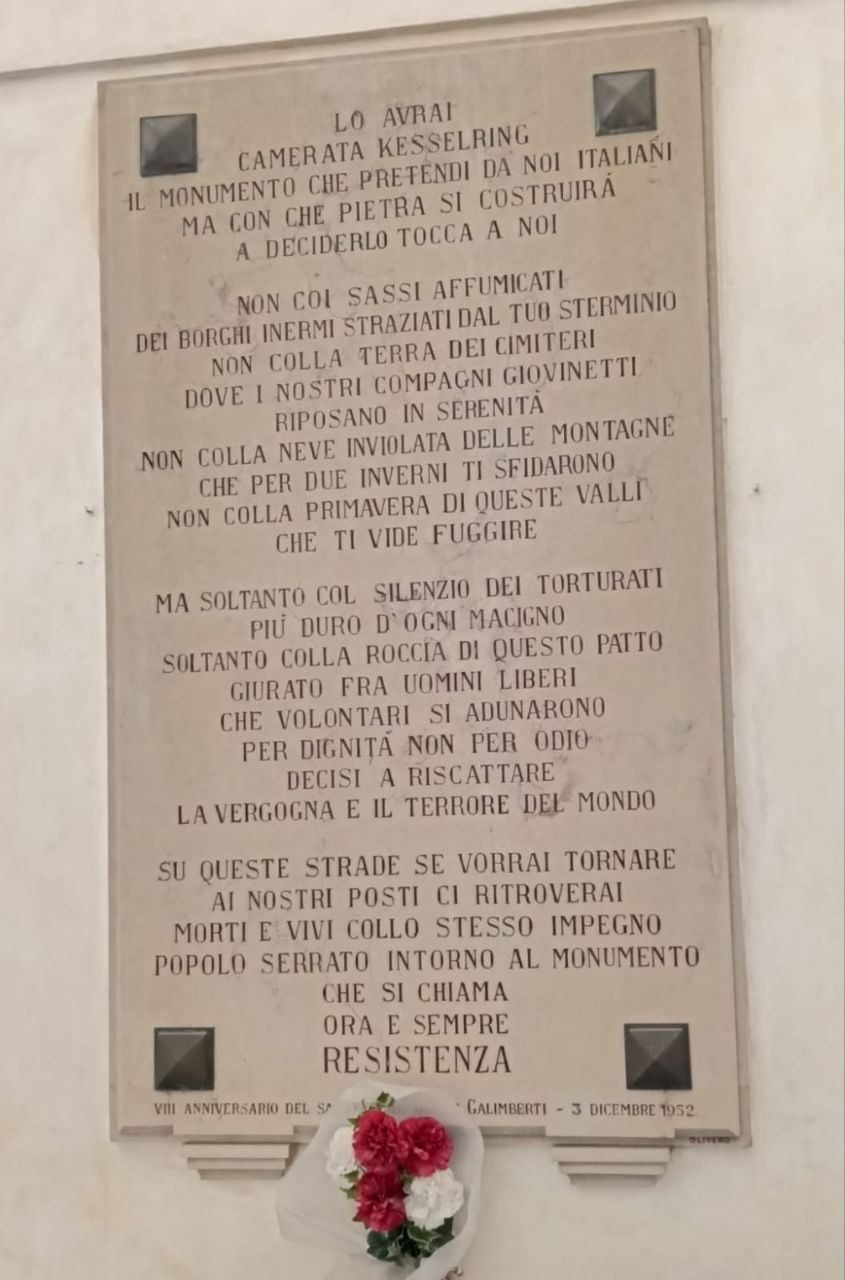 LO AVRAI
CAMERATA KESSELRING
IL MONUMENTO CHE PRETENDI DA NOI ITALIANI
MA CON CHE PIETRA SI COSTRUIRÁ
A DECIDERLO TOCCA A NOI
NON COI SASSI AFFUMICATI
DEI BORGHI INERMI STRAZIATI DAL TUO STERMINIO
NON COLLA TERRA DEI CIMITERI
DOVE I NOSTRI COMPAGNI GIOVINETTI
RIPOSANO IN SERENITÁ
NON COLLA NEVE INVIOLATA DELLE MONTAGNE
CHE PER DUE INVERNI TI SFIDARONO
NON COLLA PRIMAVERA DI QUESTE VALLI
CHE TI VIDE FUGGIRE
MA SOLTANTO COL SILENZIO DEI TORTURATI
PIÚ DURO D'OGNI MACIGNO
SOLTANTO COLLA ROCCIA DI QUESTO PATTO
GIURATO FRA UOMINI LIBERI
CHE VOLONTARI SI ADUNARONO
PER DIGNITÁ NON PER ODIO
DECISI A RISCATTARE
LA VERGOGNA E IL TERRORE DEL MONDO
SU QUESTE STRADE SE VORRAI TORNARE
AI NOSTRI POSTI CI RITROVERAI
MORTI E VIVI COLLO STESSO IMPEGNO
POPOLO SERRATO INTORNO AL MONUMENTO
CHE SI CHIAMA
ORA E SEMPRE
RESISTENZA
VIII ANNIVERSARIO DEL GALIMBERTI - 3 DICEMBRE 1952
OLIVERO